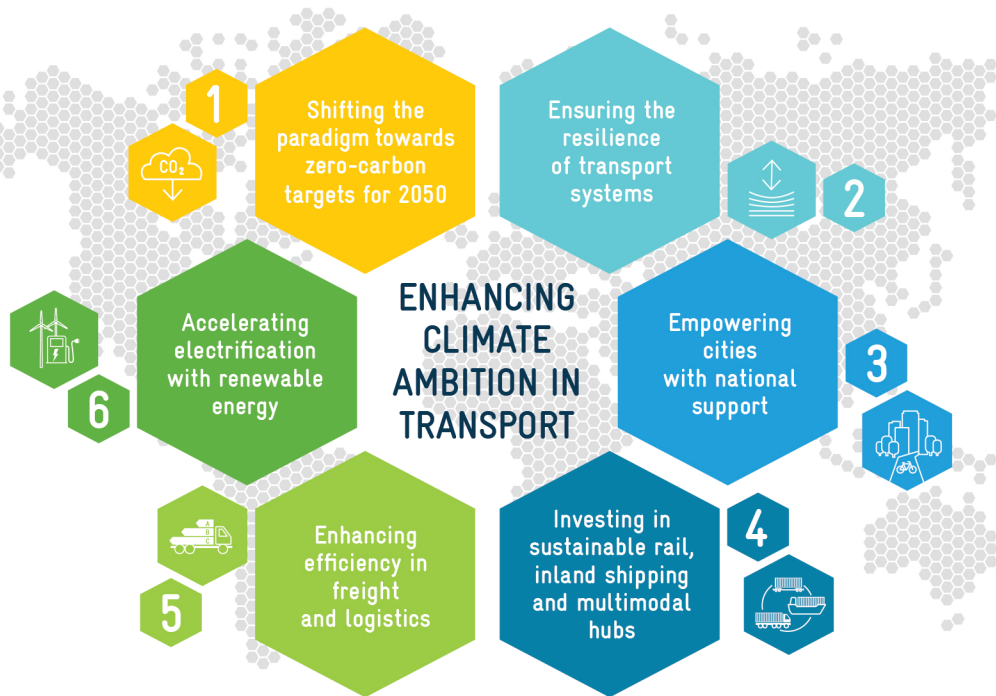 ENHANCING
CLIMATE
AMBITION IN
TRANSPORT
1
CO₂
Shifting the
paradigm towards
zero-carbon
targets for 2050
Ensuring the
resilience
of transport
systems
2
Empowering
cities
with national
support
3
Investing in
sustainable rail,
inland shipping
and multimodal
hubs
4
Enhancing
efficiency in
freight
and logistics
A
B
C
5
Accelerating
electrification
with renewable
energy
6